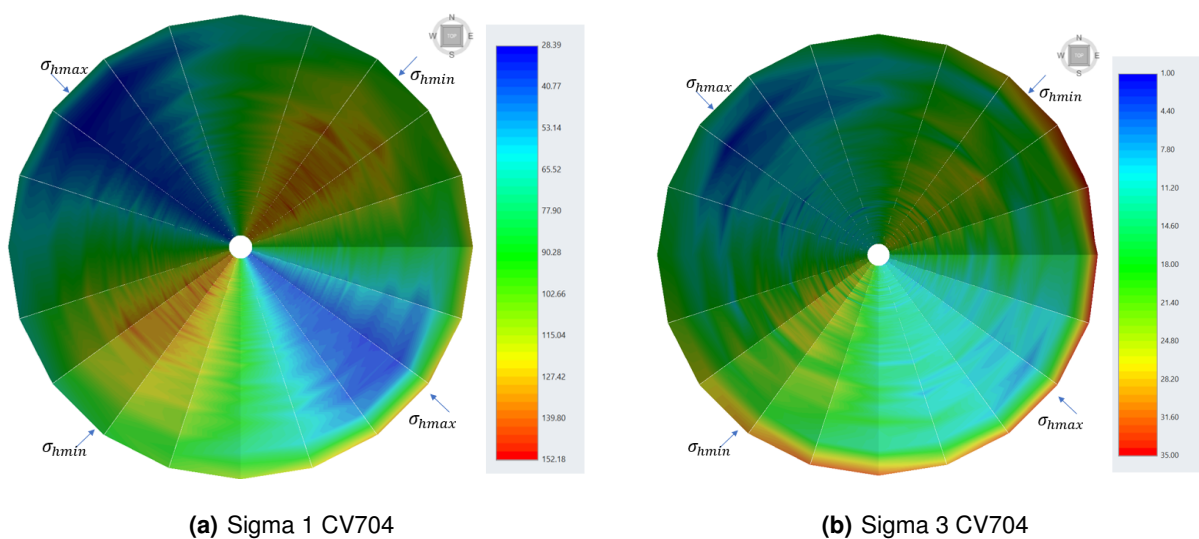 N
W TOP E
S
σhmax
σhmin
σhmin
σhmax
28.39
40.77
53.14
65.52
77.90
90.28
102.66
115.04
127.42
139.80
152.18
N
W TOP E
S
σhmax
σhmin
σhmin
σhmax
1.00
4.40
7.80
11.20
14.60
18.00
21.40
24.80
28.20
31.60
35.00
(a) Sigma 1 CV704
(b) Sigma 3 CV704